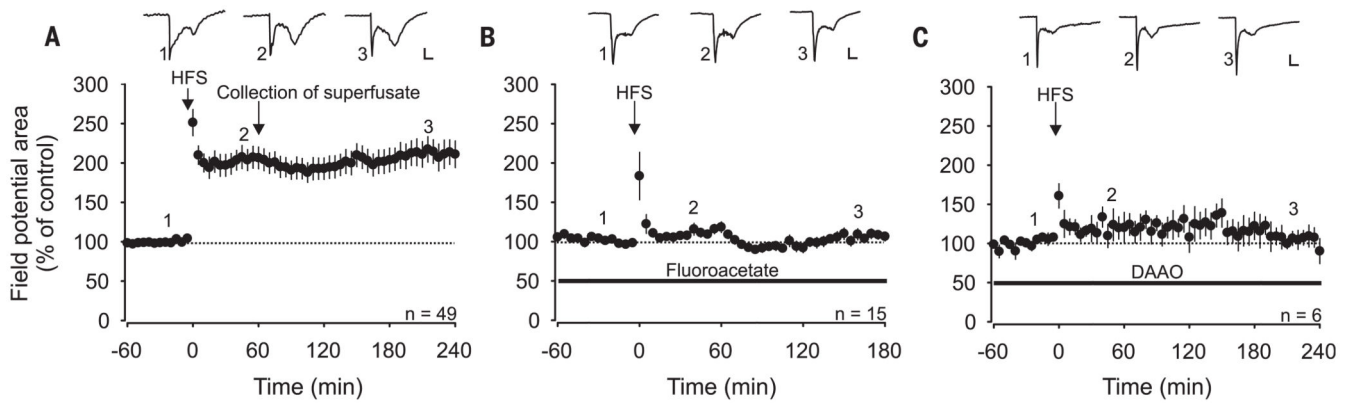 A
1
2
3
HFS
Collection of superfusate
Field potential area
(% of control)
300
250
200
150
100
50
0
1
2
3
n = 49
-60 0 60 120 180 240
Time (min)
B
1
2
3
HFS
300
250
200
150
100
50
0
1
2
3
Fluoroacetate
n = 15
-60 0 60 120 180
Time (min)
C
1
2
3
HFS
300
250
200
150
100
50
0
1
2
3
DAAO
n = 6
-60 0 60 120 180 240
Time (min)